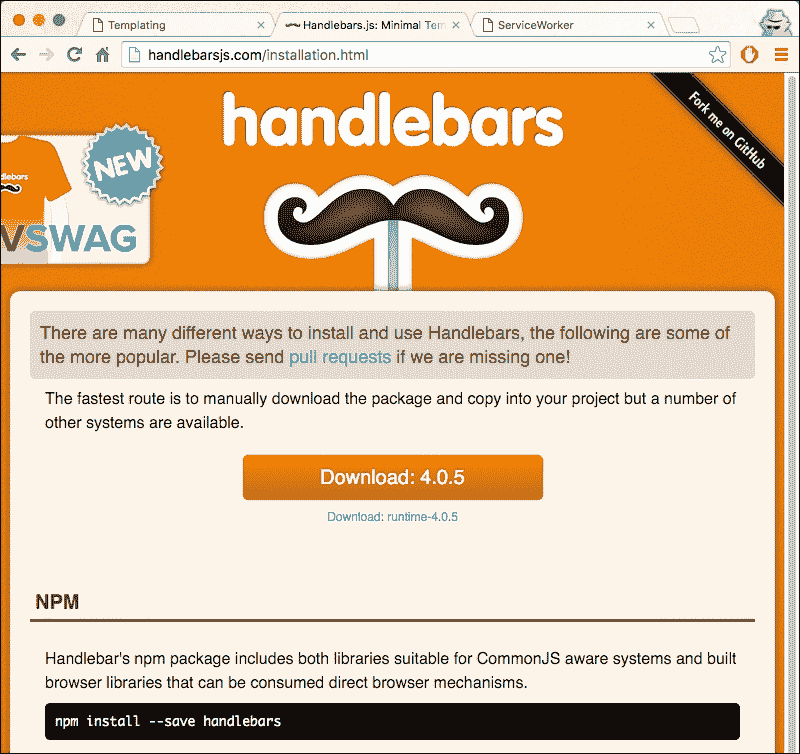 Templating
Handlebars.js: Minimal Tem
ServiceWorker
handlebarsjs.com/installation.html
handlebars
Fork me on GitHub
NEW
dlebars
VSWAG
There are many different ways to install and use Handlebars, the following are some of
the more popular. Please send pull requests if we are missing one!
The fastest route is to manually download the package and copy into your project but a number of
other systems are available.
Download: 4.0.5
Download: runtime-4.0.5
NPM
Handlebar's npm package includes both libraries suitable for CommonJS aware systems and built
browser libraries that can be consumed direct browser mechanisms.
npm install --save handlebars